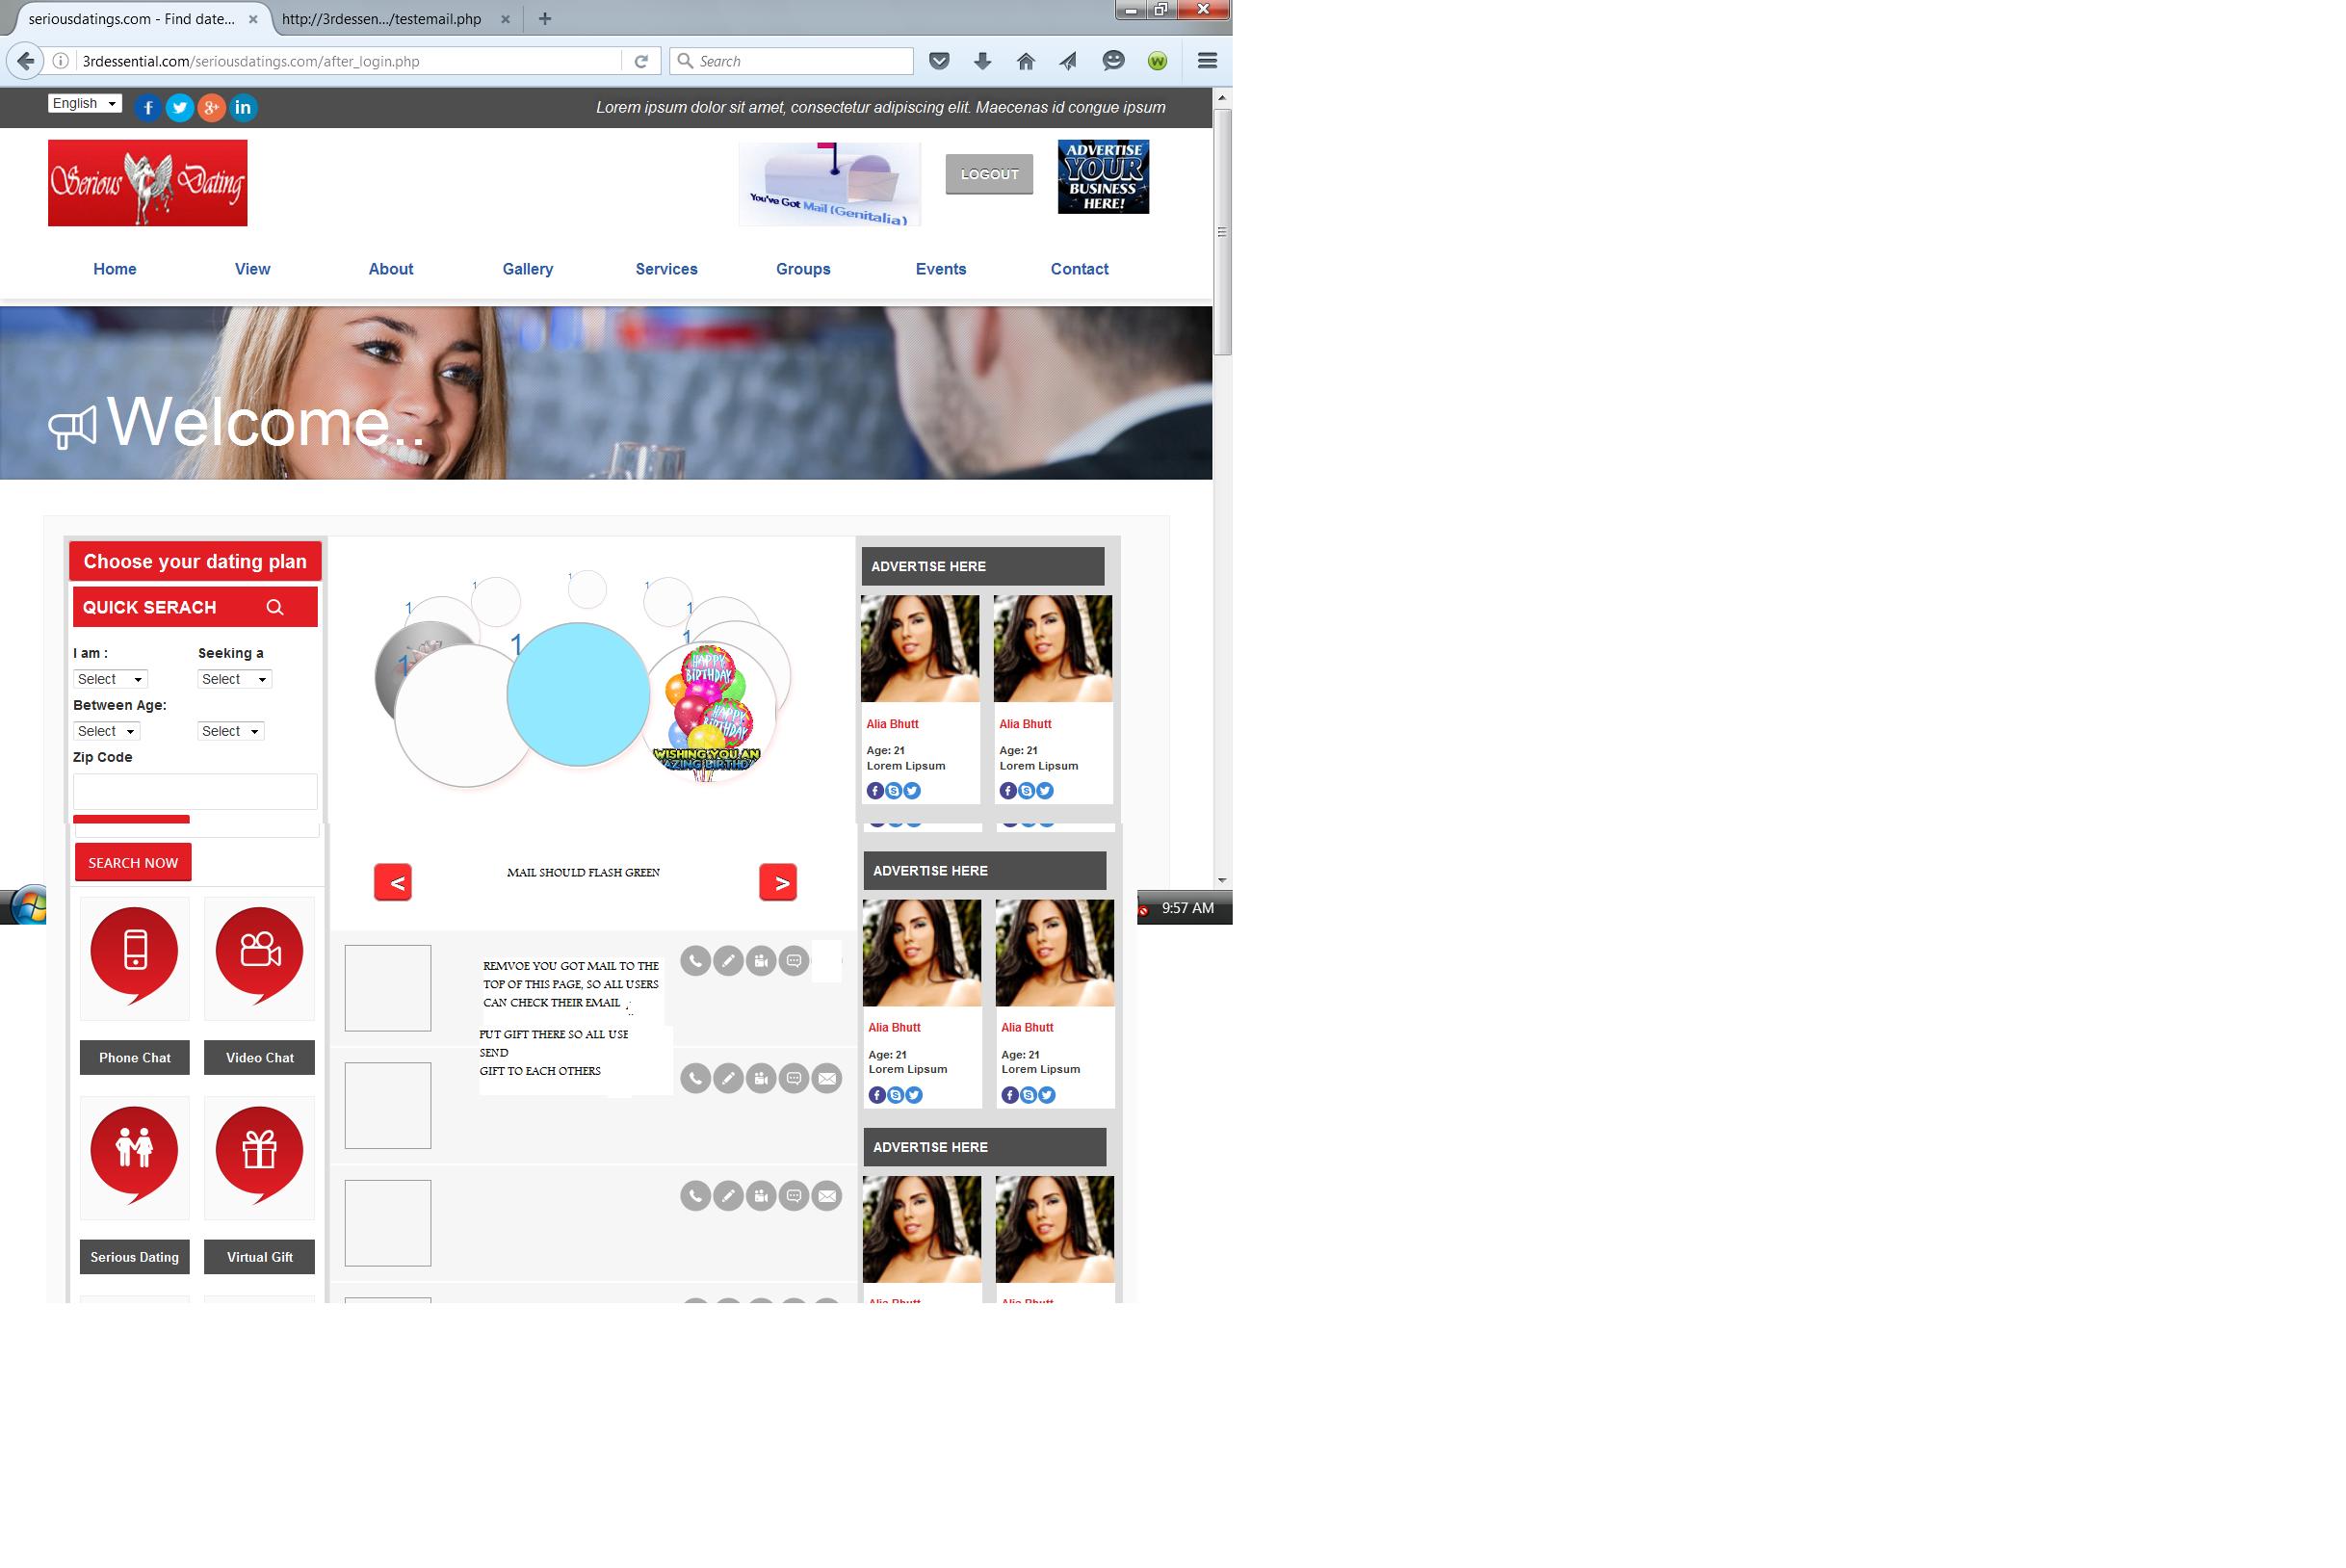 seriousdatings.com - Find date...
http://3rdessen.../testemail.php
3rdessential.com/seriousdatings.com/after_login.php
Search
English
Lorem ipsum dolor sit amet, consectetur adipiscing elit. Maecenas id congue ipsum
Serious Dating
You've Got Mail (Genitalia)
LOGOUT
ADVERTISE
YOUR
BUSINESS
HERE!
Home View About Gallery Services Groups Events Contact
Welcome..
Choose your dating plan
QUICK SERACH
I am : Seeking a
Select Select
Between Age:
Select Select
Zip Code
SEARCH NOW
Phone Chat Video Chat
Serious Dating Virtual Gift
1
1
1
1
1
1
1
1
HAPPY
BIRTHDAY
HAPPY
BIRTHDAY
WISHING YOU AN
AZING BIRTHD
< MAIL SHOULD FLASH GREEN >
REMVOE YOU GOT MAIL TO THE
TOP OF THIS PAGE, SO ALL USERS
CAN CHECK THEIR EMAIL
PUT GIFT THERE SO ALL USE
SEND
GIFT TO EACH OTHERS
ADVERTISE HERE
Alia Bhutt Alia Bhutt
Age: 21 Age: 21
Lorem Lipsum Lorem Lipsum
ADVERTISE HERE
Alia Bhutt Alia Bhutt
Age: 21 Age: 21
Lorem Lipsum Lorem Lipsum
ADVERTISE HERE
Alia Bhutt Alia Bhutt
9:57 AM